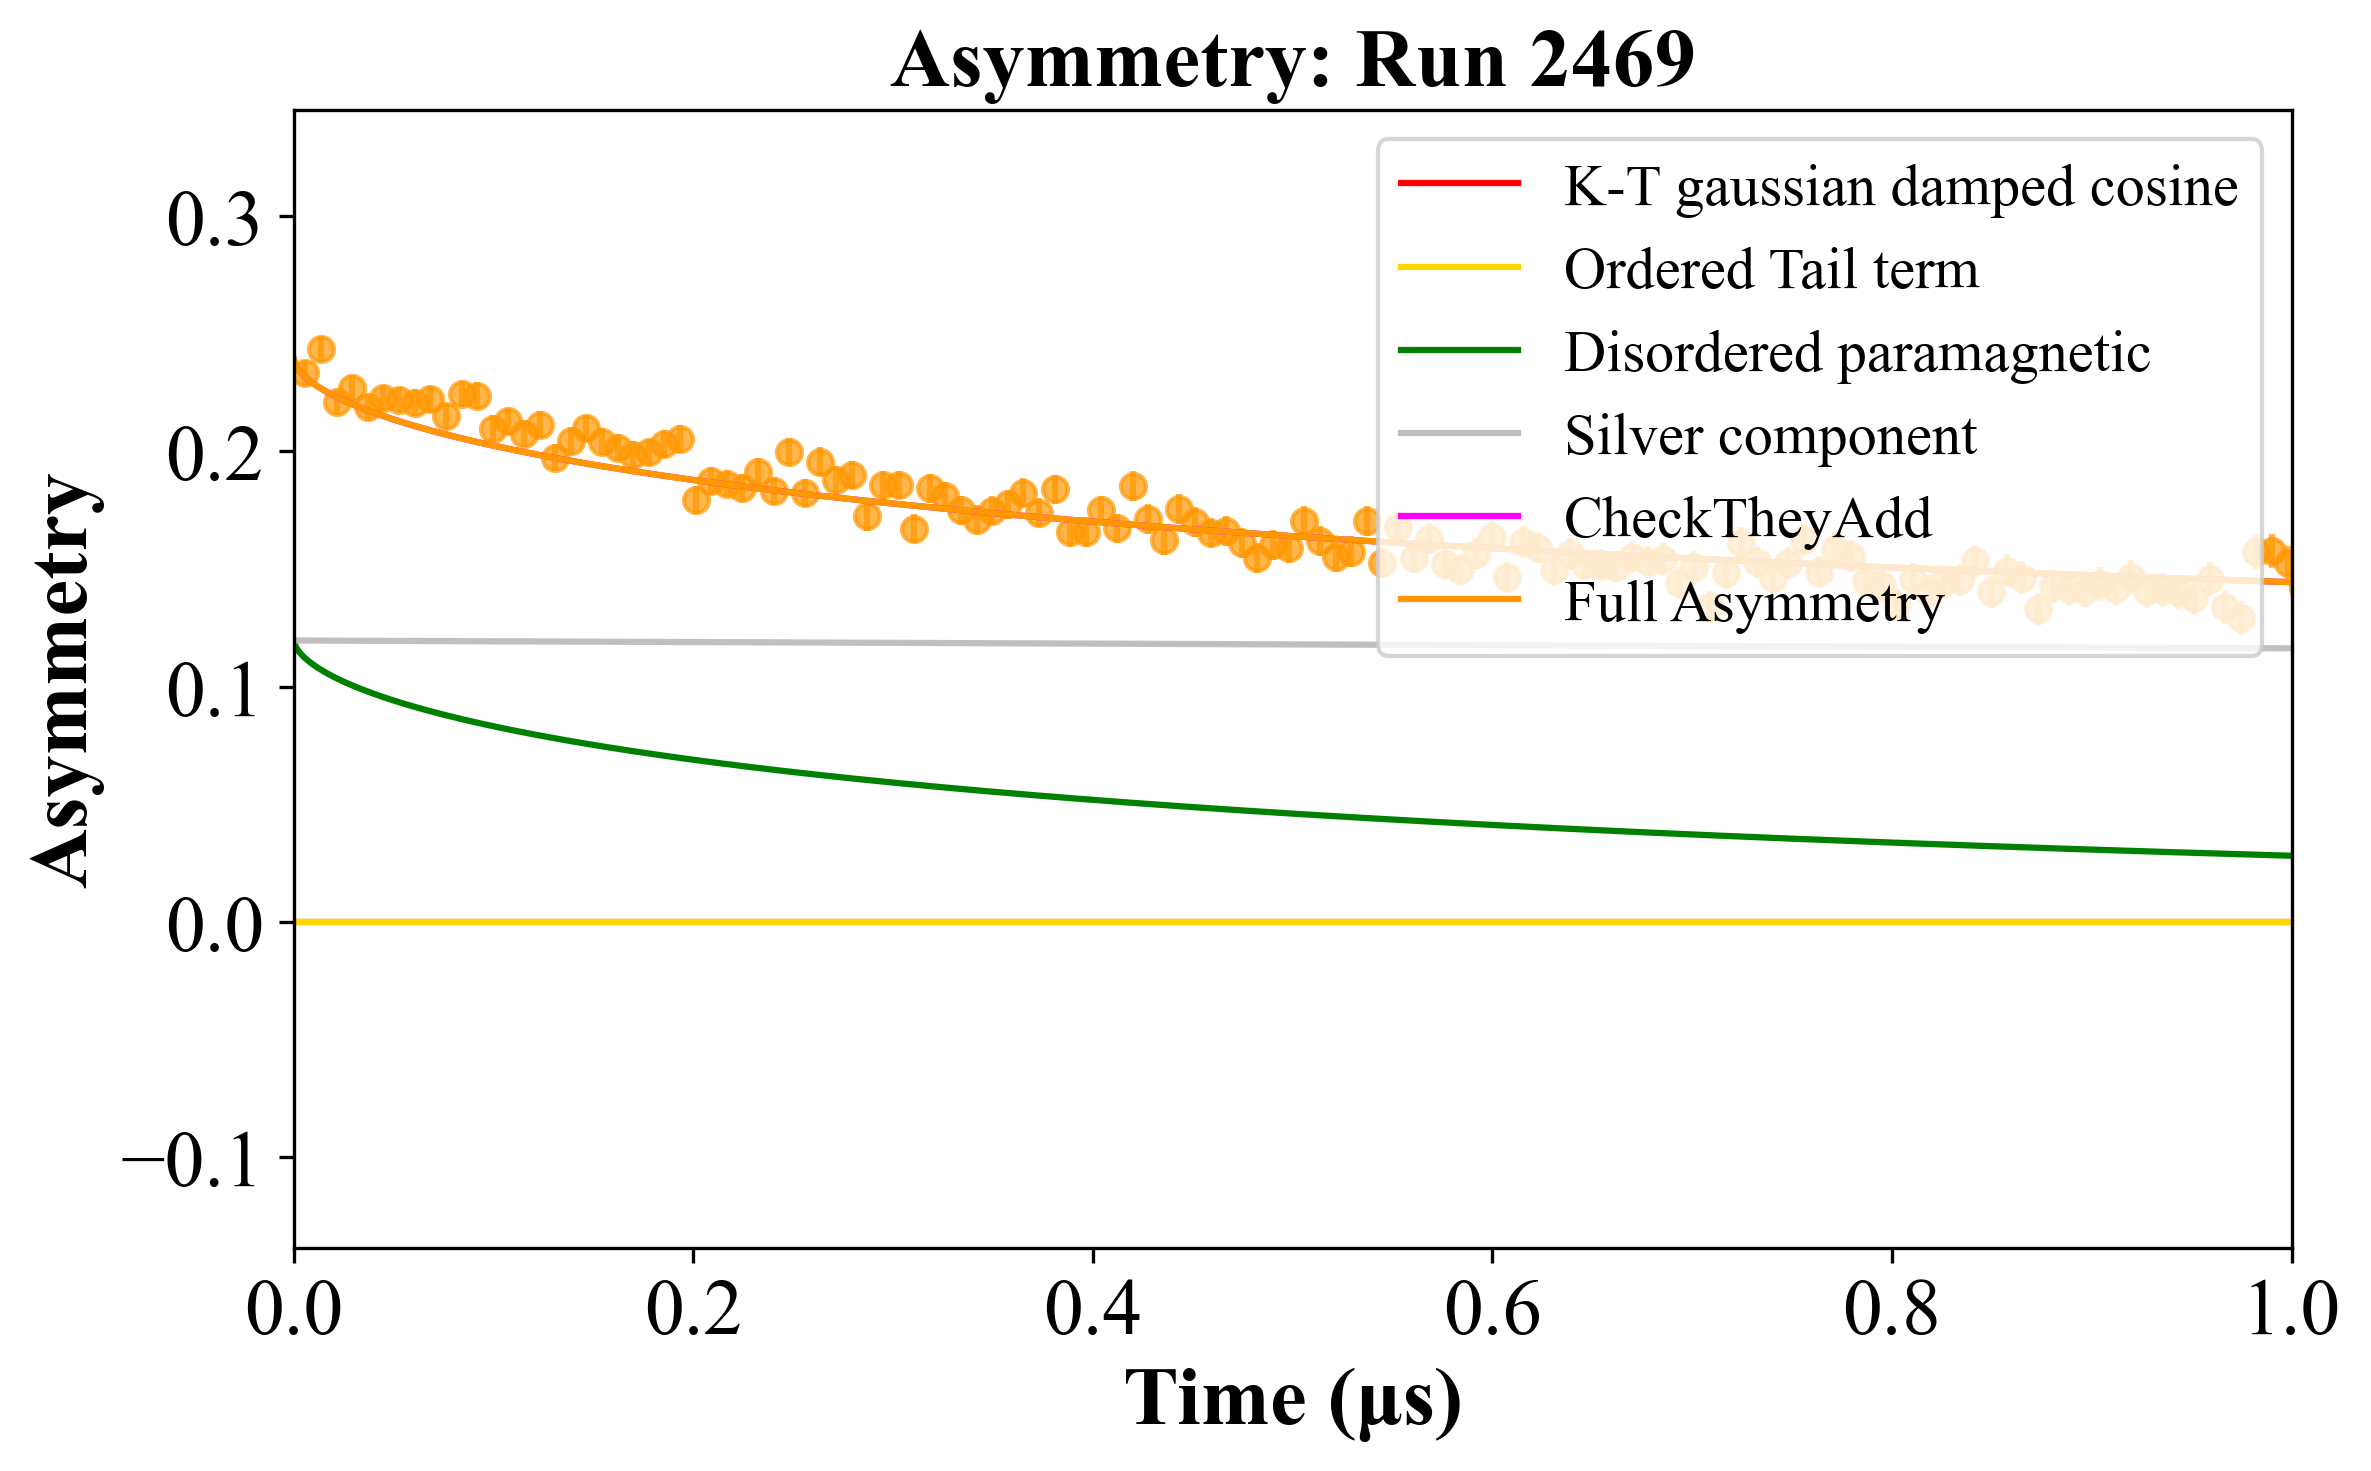 Asymmetry: Run 2469
K-T gaussian damped cosine
Ordered Tail term
Disordered paramagnetic
Silver component
CheckTheyAdd
Full Asymmetry
Asymmetry
0.3
0.2
0.1
0.0
−0.1
0.0 0.2 0.4 0.6 0.8 1.0
Time (μs)